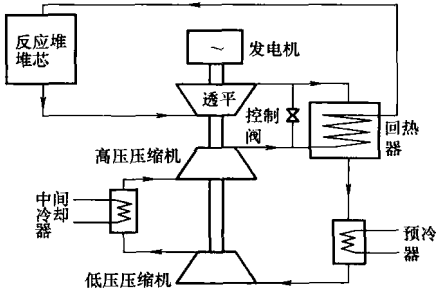 反应堆
堆芯
~
发电机
透平
控制
阀
回热
器
高压压缩机
中间
冷却
器
预冷
器
低压压缩机